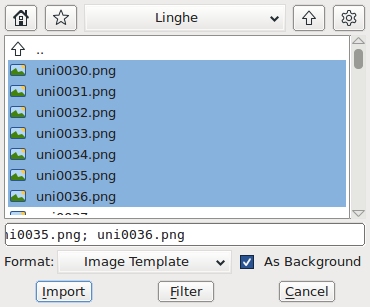 Linghe
..
uni0030.png
uni0031.png
uni0032.png
uni0033.png
uni0034.png
uni0035.png
uni0036.png
i0035.png; uni0036.png
Format: Image Template As Background
Import Filter Cancel